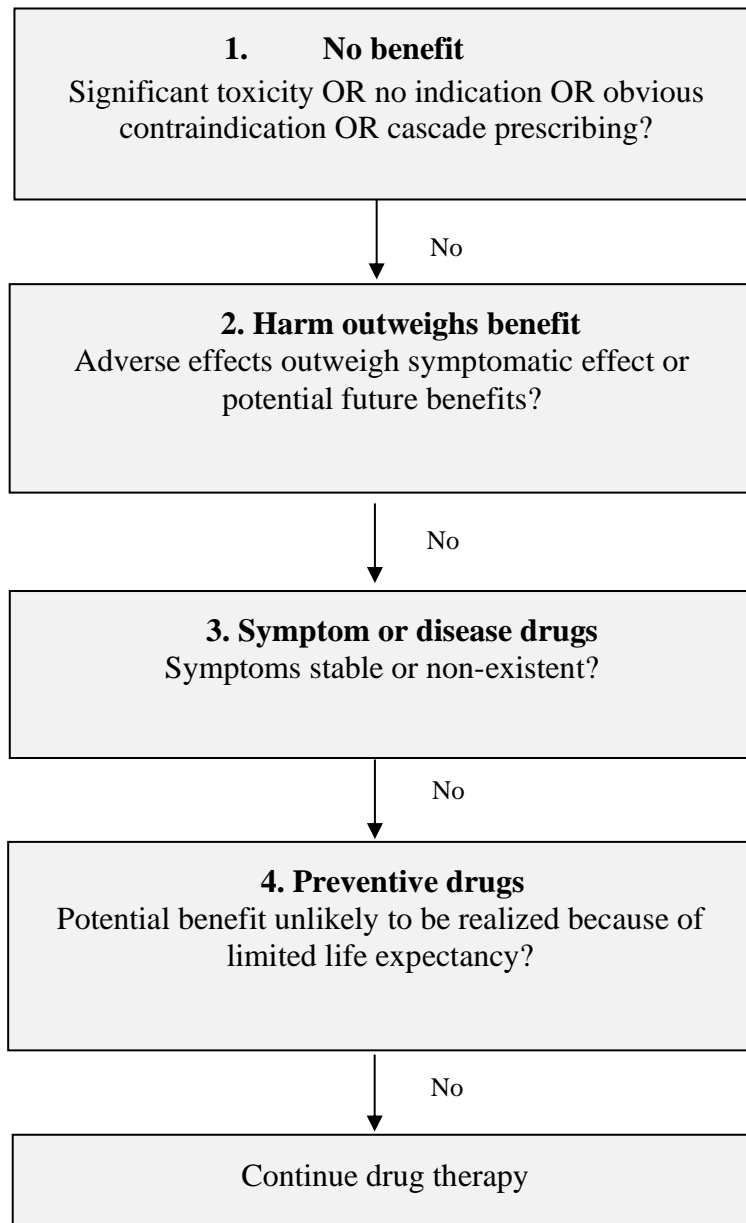 1. No benefit
Significant toxicity OR no indication OR obvious
contraindication OR cascade prescribing?
No
2. Harm outweighs benefit
Adverse effects outweigh symptomatic effect or
potential future benefits?
No
3. Symptom or disease drugs
Symptoms stable or non-existent?
No
4. Preventive drugs
Potential benefit unlikely to be realized because of
limited life expectancy?
No
Continue drug therapy